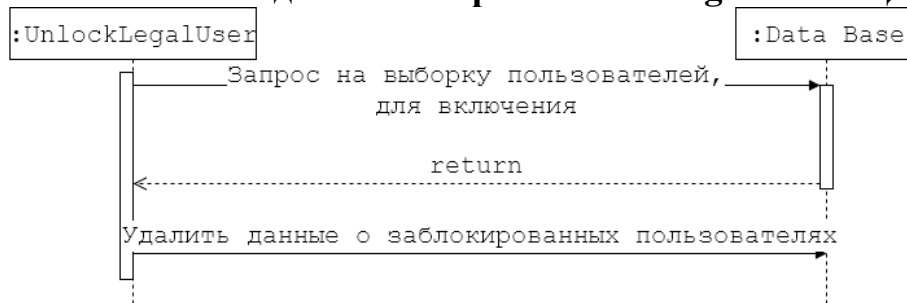 :UnlockLegalUser
:Data Base
Запрос на выборку пользователей,
для включения
return
Удалить данные о заблокированных пользователях